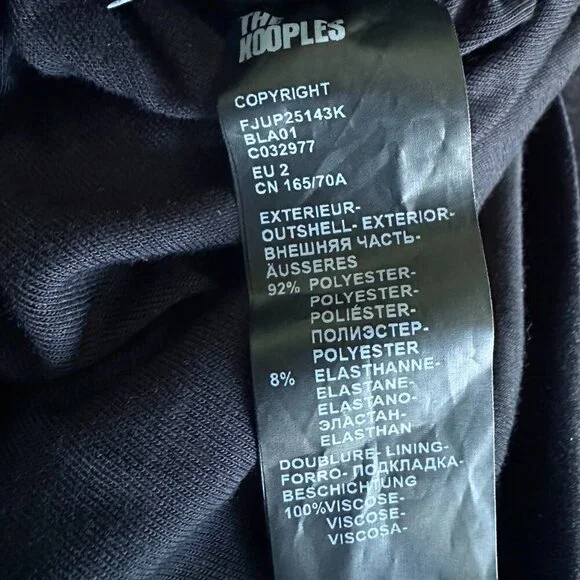 THE
KOOPLES
COPYRIGHT
FJUP25143K
BLA01
C032977
EU 2
CN 165/70A
EXTERIEUR-
OUTSHELL- EXTERIOR-
ВНЕШНЯЯ ЧАСТЬ-
ÄUSSERES
92% POLYESTER-
POLYESTER-
POLIÉSTER-
ПОЛИЭСТЕР-
POLYESTER
8% ELASTHANNE-
ELASTANE-
ELASTANO-
ЭЛАСТАН-
ELASTHAN
DOUBLURE- LINING-
FORRO- ПОДКЛАДКА-
BESCHICHTUNG
100%VISCOSE-
VISCOSE-
VISCOSA-